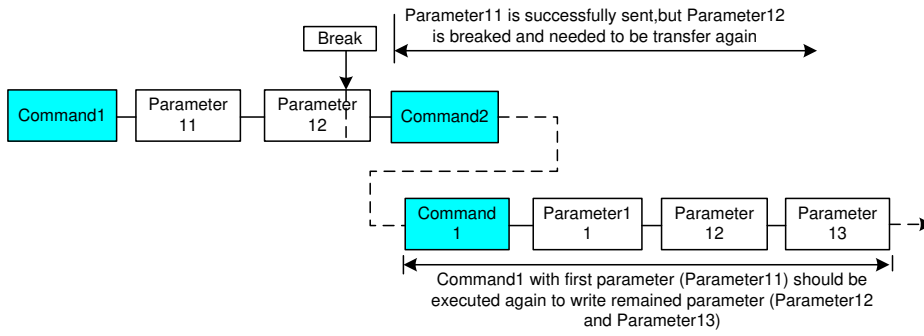 Parameter11 is successfully sent,but Parameter12
is breaked and needed to be transfer again
Break
Command1
Parameter
11
Parameter
12
Command2
Command
1
Parameter1
1
Parameter
12
Parameter
13
Command1 with first parameter (Parameter11) should be
executed again to write remained parameter (Parameter12
and Parameter13)